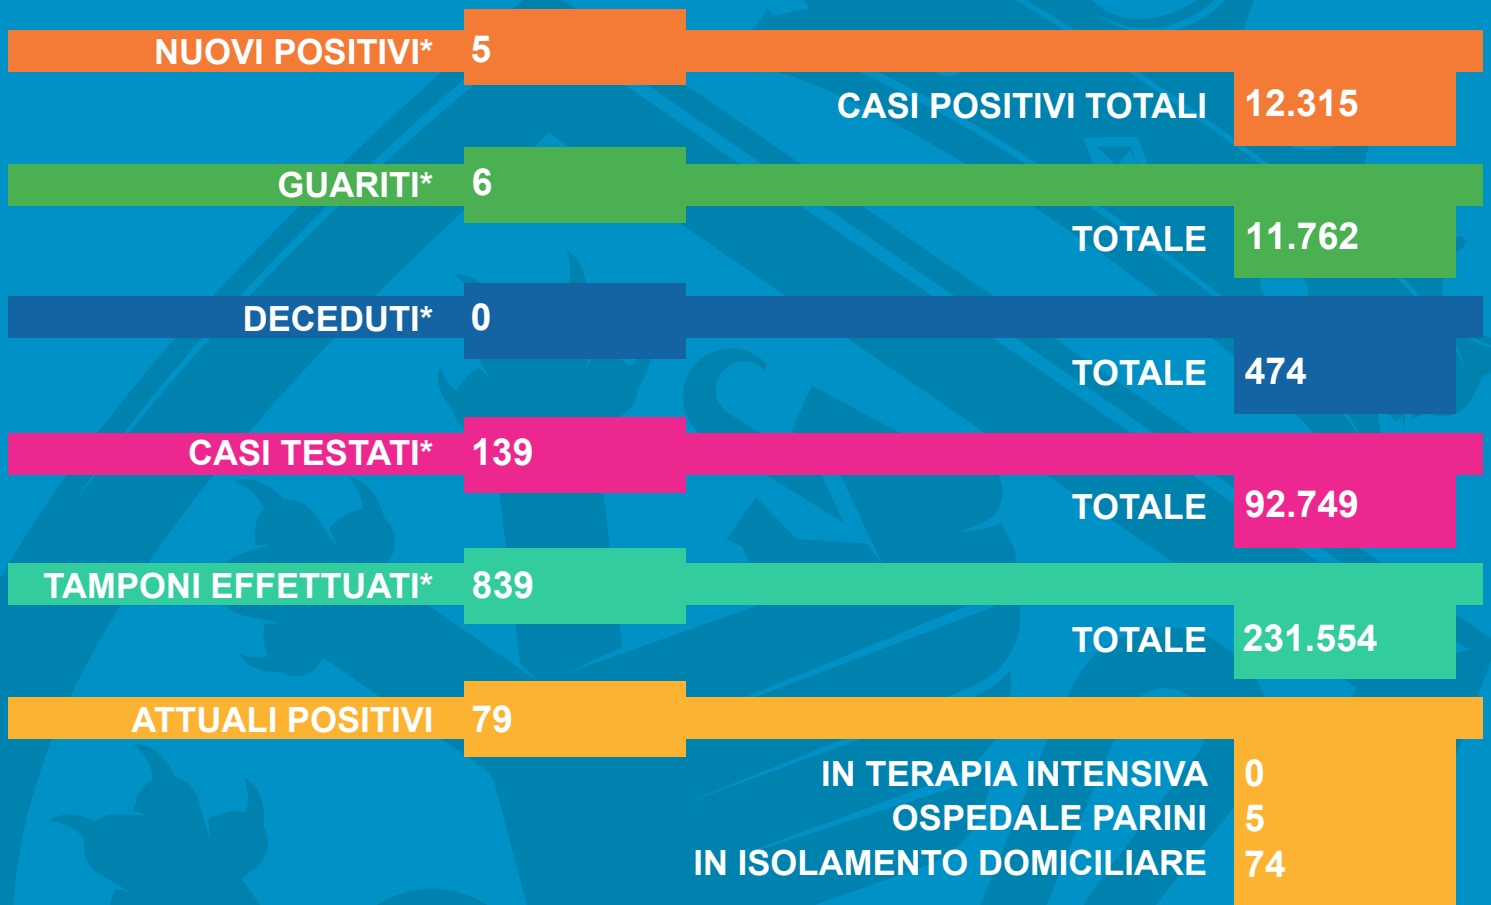 NUOVI POSITIVI* 5
CASI POSITIVI TOTALI 12.315
GUARITI* 6
TOTALE 11.762
DECEDUTI* 0
TOTALE 474
CASI TESTATI* 139
TOTALE 92.749
TAMPONI EFFETTUATI* 839
TOTALE 231.554
ATTUALI POSITIVI 79
IN TERAPIA INTENSIVA 0
OSPEDALE PARINI 5
IN ISOLAMENTO DOMICILIARE 74